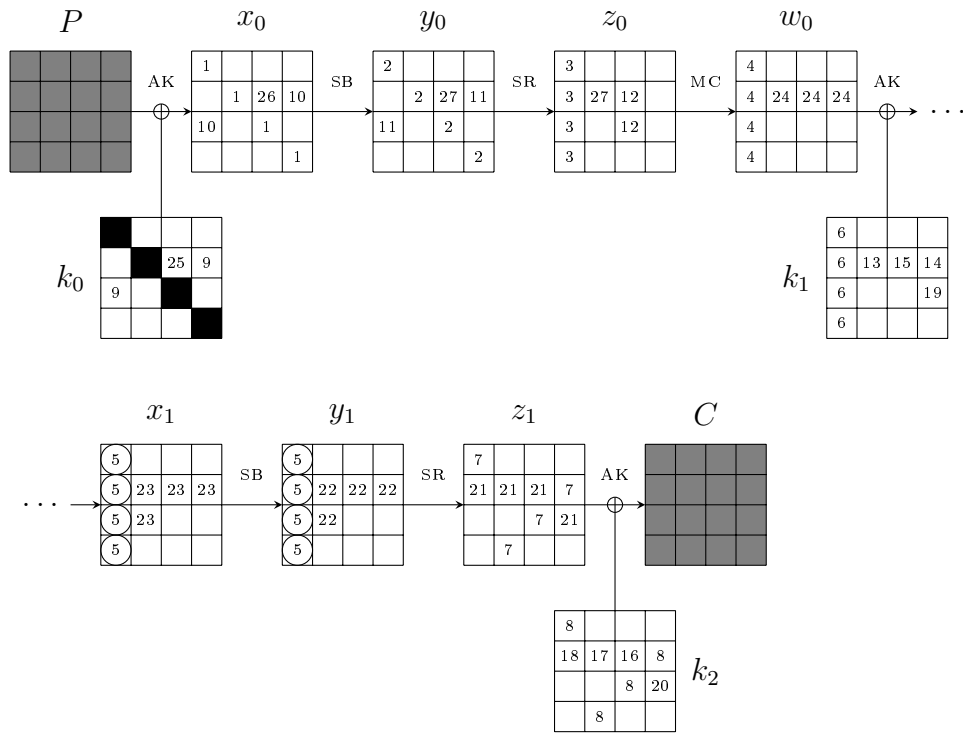 P x₀ y₀ z₀ w₀
1 2 3 4
AK SB SR MC AK
1 26 10 2 27 11 3 27 12 4 24 24 24
⊕ ⊕ ···
10 1 11 2 3 12 4
1 2 3 4
6
k₀ 25 9 k₁ 6 13 15 14
9 6 19
6
x₁ y₁ z₁ C
5 5 7
SB SR AK
5 23 23 23 5 22 22 22 21 21 21 7
··· ⊕
5 23 5 22 7 21
5 5 7
8
18 17 16 8 k₂
8 20
8